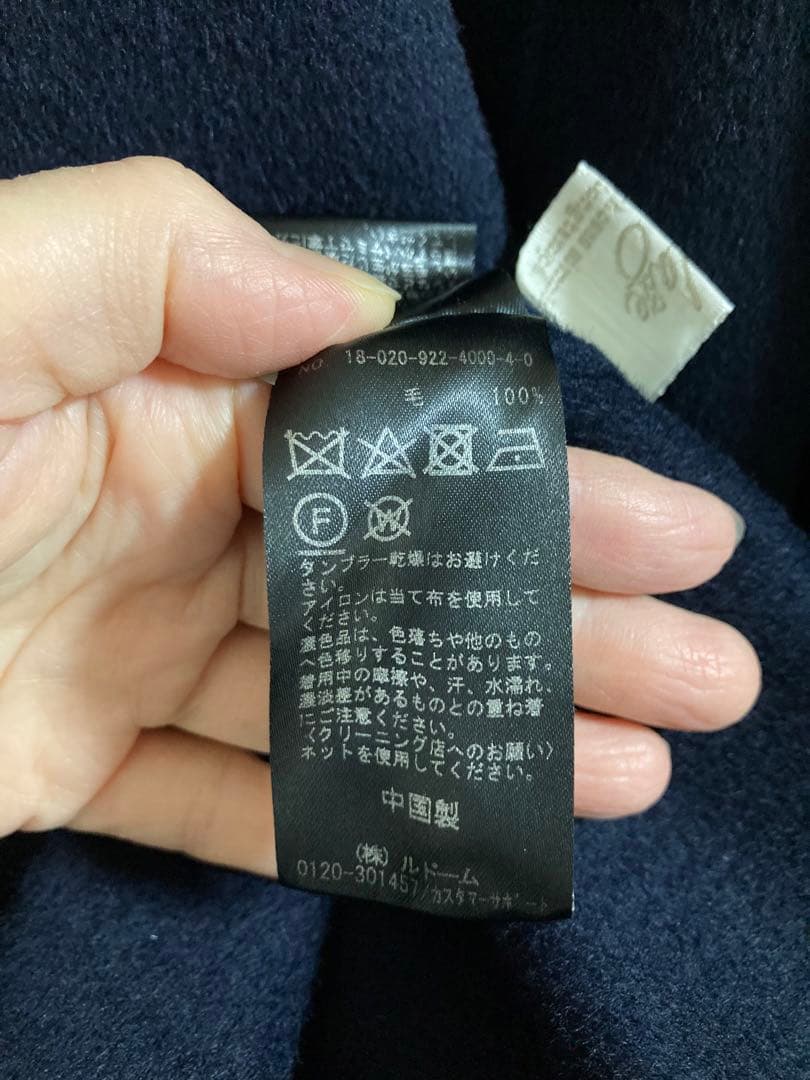 NO. 18-020-922-4000-4-0
毛 100%
F
W
タンブラー乾燥はお避けくだ
さい。
アイロンは当て布を使用して
ください。
濃色品は、色落ちや他のもの
へ色移りすることがあります。
着用中の摩擦や、汗、水濡れ、
濃淡差があるものとの重ね着
にご注意ください。
〈クリーニング店へのお願い〉
ネットを使用してください。
中国製
(株)ルドーム
0120-301457/カスタマーサポート